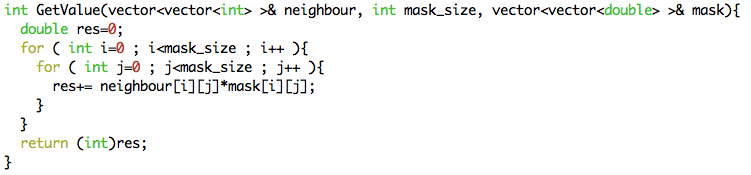 int GetValue(vector<vector<int> >& neighbour, int mask_size, vector<vector<double> >& mask){
  double res=0;
  for ( int i=0 ; i<mask_size ; i++ ){
    for ( int j=0 ; j<mask_size ; j++ ){
      res+= neighbour[i][j]*mask[i][j];
    }
  }
  return (int)res;
}